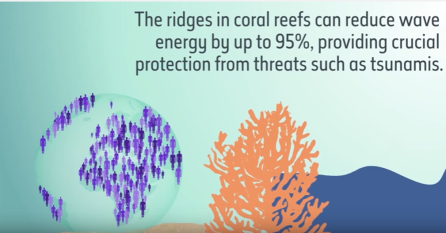 The ridges in coral reefs can reduce wave
energy by up to 95%, providing crucial
protection from threats such as tsunamis.